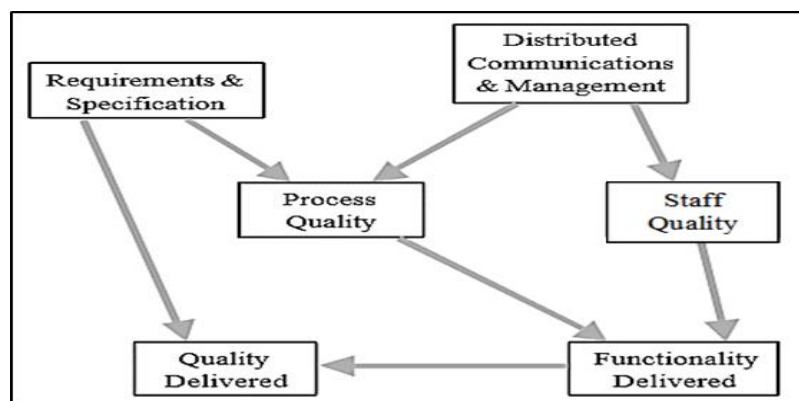 Distributed
Communications
& Management
Requirements &
Specification
Process
Quality
Staff
Quality
Quality
Delivered
Functionality
Delivered